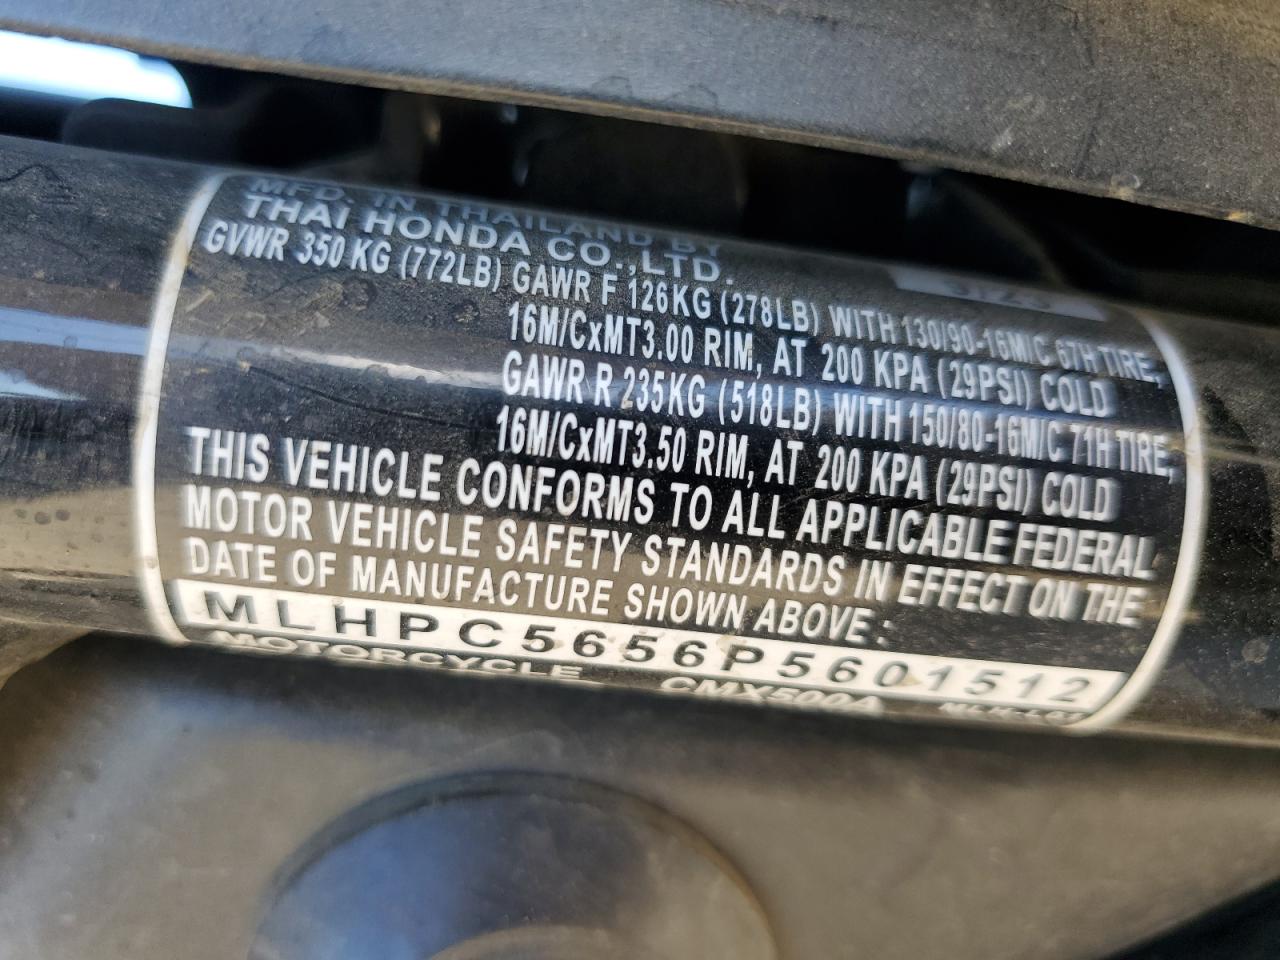 MFD. IN THAILAND BY
THAI HONDA CO.,LTD.
3/23
GVWR 350 KG (772LB) GAWR F 126KG (278LB) WITH 130/90-16M/C 67H TIRE,
16M/CxMT3.00 RIM, AT 200 KPA (29PSI) COLD
GAWR R 235KG (518LB) WITH 150/80-16M/C 71H TIRE,
16M/CxMT3.50 RIM, AT 200 KPA (29PSI) COLD
THIS VEHICLE CONFORMS TO ALL APPLICABLE FEDERAL
MOTOR VEHICLE SAFETY STANDARDS IN EFFECT ON THE
DATE OF MANUFACTURE SHOWN ABOVE :
MLHPC5656P5601512
MOTORCYCLE CMX500A